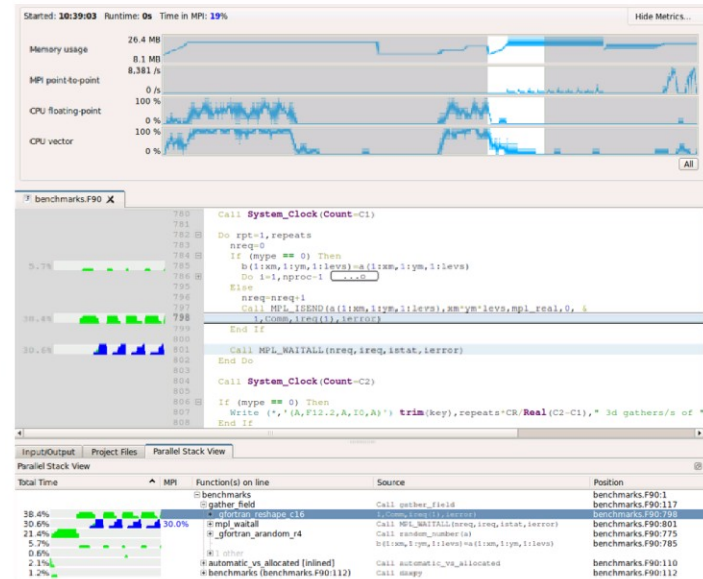 Started: 10:39:03 Runtime: 0s Time in MPI: 19% Hide Metrics...
Memory usage 26.4 MB
8.1 MB
MPI point-to-point 8,381 /s
0 /s
CPU floating-point 100 %
0 %
CPU vector 100 %
0 %
All
benchmarks.F90 X
780 Call System_Clock(Count=C1)
781
782 Do rpt=1,repeats
783 nreq=0
784 If (mype == 0) Then
5.7% 785 b(1:xm,1:ym,1:levs)=a(1:xm,1:ym,1:levs)
786 Do i=1,nproc-1 ...
795 Else
796 nreq=nreq+1
797 Call MPL_ISEND(a(1:xm,1:ym,1:levs),xm*ym*levs,mpl_real,0, &
38.4% 798 1,Comm,ireq(1),ierror)
799 End If
800
30.6% 801 Call MPL_WAITALL(nreq,ireq,istat,ierror)
802 End Do
803
804 Call System_Clock(Count=C2)
805
806 If (mype == 0) Then
807 Write (*,'(A,F12.2,A,I0,A)') trim(key),repeats*CR/Real(C2-C1)," 3d gathers/s of "
808 End If
Input/Output Project Files Parallel Stack View
Parallel Stack View
Total Time MPI Function(s) on line Source Position
benchmarks benchmarks.F90:1
gather_field Call gather_field benchmarks.F90:117
38.4% _gfortran_reshape_c16 1,Comm,ireq(1),ierror) benchmarks.F90:798
30.6% 30.0% mpl_waitall Call MPL_WAITALL(nreq,ireq,istat,ierror) benchmarks.F90:801
21.4% _gfortran_arandom_r4 Call random_number(a) benchmarks.F90:775
5.7% b(1:xm,1:ym,1:levs)=a(1:xm,1:ym,1:levs) benchmarks.F90:785
0.6% 1 other
2.1% automatic_vs_allocated [inlined] Call automatic_vs_allocated benchmarks.F90:110
1.2% benchmarks (benchmarks.F90:112) Call daxpy benchmarks.F90:112